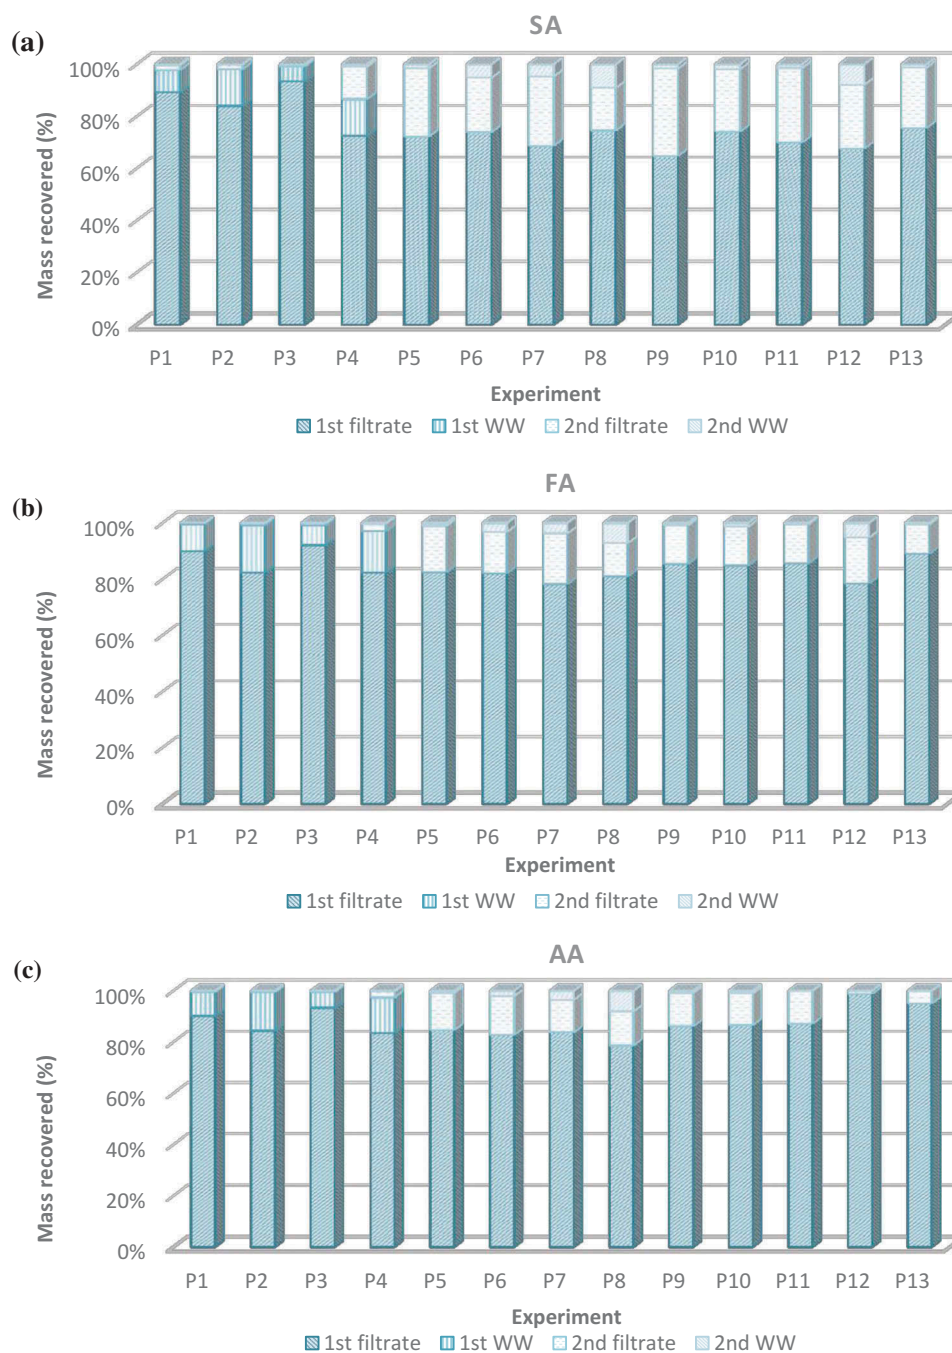 (a)
SA
100%
80%
60%
40%
20%
0%
Mass recovered (%)
P1 P2 P3 P4 P5 P6 P7 P8 P9 P10 P11 P12 P13
Experiment
1st filtrate 1st WW 2nd filtrate 2nd WW
(b)
FA
100%
80%
60%
40%
20%
0%
Mass recovered (%)
P1 P2 P3 P4 P5 P6 P7 P8 P9 P10 P11 P12 P13
Experiment
1st filtrate 1st WW 2nd filtrate 2nd WW
(c)
AA
100%
80%
60%
40%
20%
0%
Mass recovered (%)
P1 P2 P3 P4 P5 P6 P7 P8 P9 P10 P11 P12 P13
Experiment
1st filtrate 1st WW 2nd filtrate 2nd WW